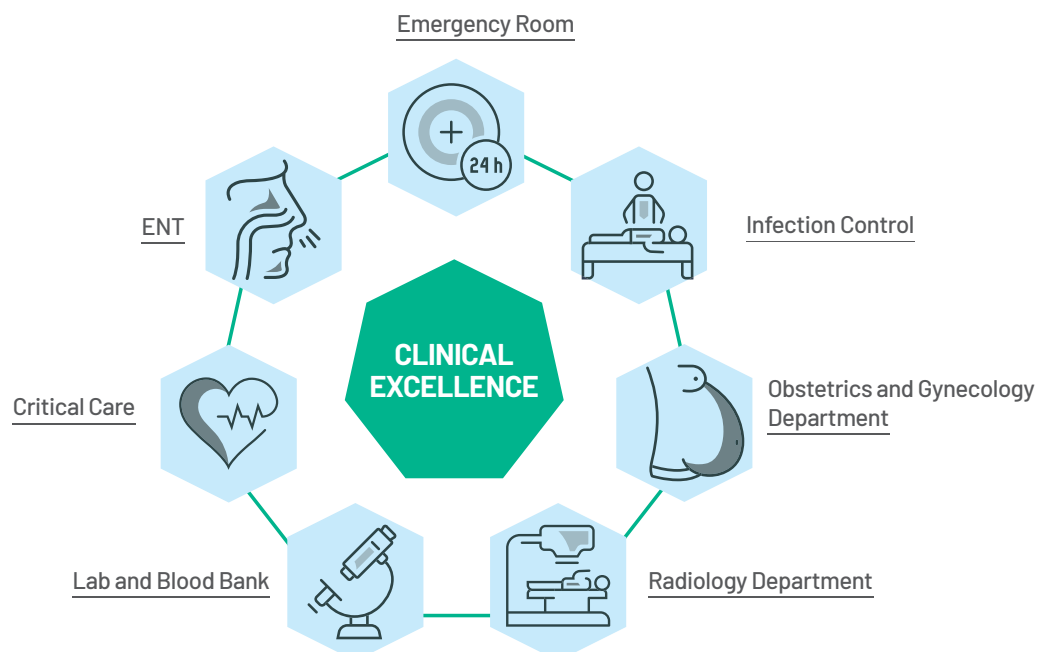 Emergency Room
24 h
ENT
Infection Control
CLINICAL
EXCELLENCE
Critical Care
Obstetrics and Gynecology
Department
Lab and Blood Bank
Radiology Department